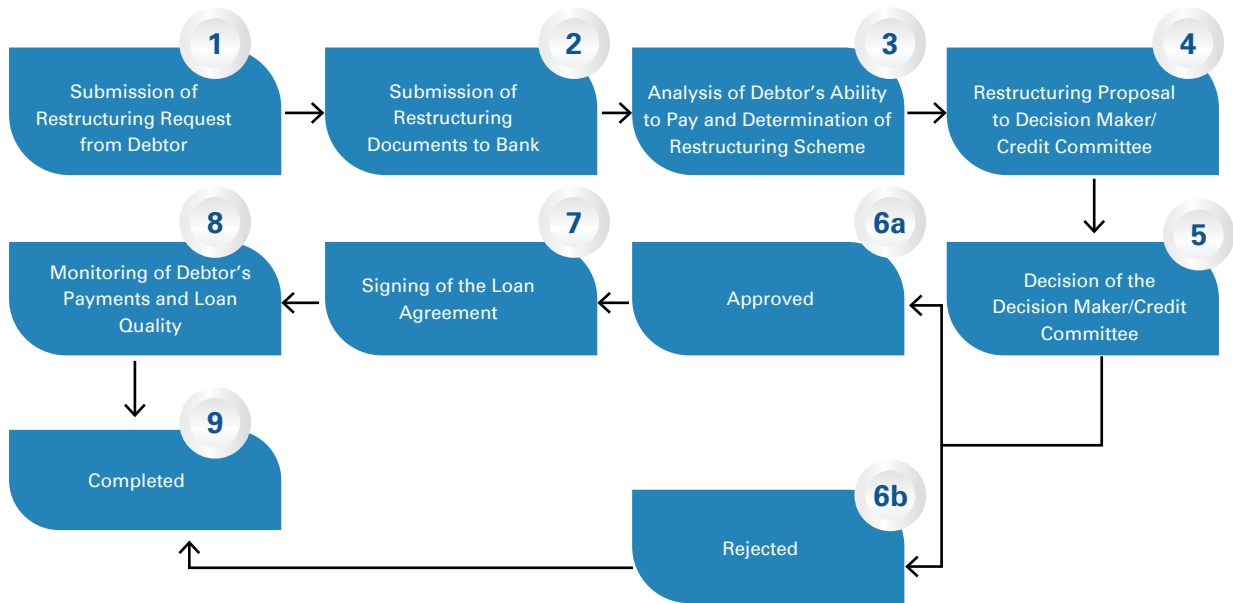 1
Submission of
Restructuring Request
from Debtor
2
Submission of
Restructuring
Documents to Bank
3
Analysis of Debtor's Ability
to Pay and Determination of
Restructuring Scheme
4
Restructuring Proposal
to Decision Maker/
Credit Committee
5
Decision of the
Decision Maker/Credit
Committee
6a
Approved
7
Signing of the Loan
Agreement
8
Monitoring of Debtor's
Payments and Loan
Quality
9
Completed
6b
Rejected